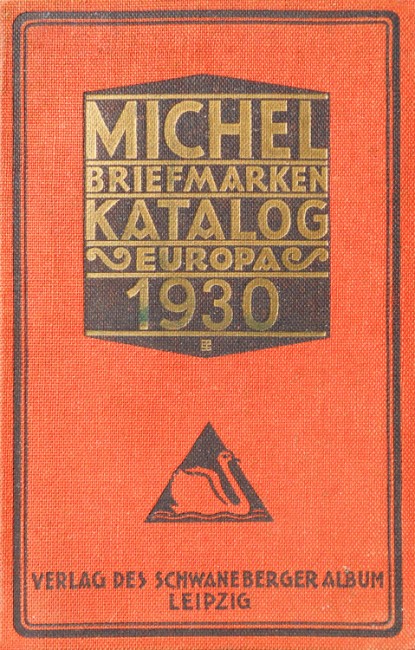 MICHEL
BRIEFMARKEN
KATALOG
EUROPA
1930
VERLAG DES SCHWANEBERGER ALBUM
LEIPZIG